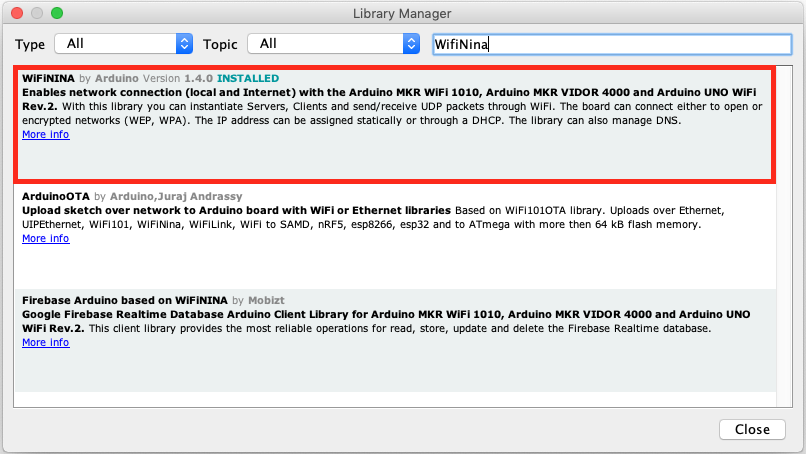 Library Manager
Type All Topic All WifiNina
WiFiNINA by Arduino Version 1.4.0 INSTALLED
Enables network connection (local and Internet) with the Arduino MKR WiFi 1010, Arduino MKR VIDOR 4000 and Arduino UNO WiFi
Rev.2. With this library you can instantiate Servers, Clients and send/receive UDP packets through WiFi. The board can connect either to open or
encrypted networks (WEP, WPA). The IP address can be assigned statically or through a DHCP. The library can also manage DNS.
More info
ArduinoOTA by Arduino,Juraj Andrassy
Upload sketch over network to Arduino board with WiFi or Ethernet libraries Based on WiFi101OTA library. Uploads over Ethernet,
UIPEthernet, WiFi101, WiFiNina, WiFiLink, WiFi to SAMD, nRF5, esp8266, esp32 and to ATmega with more then 64 kB flash memory.
More info
Firebase Arduino based on WiFiNINA by Mobizt
Google Firebase Realtime Database Arduino Client Library for Arduino MKR WiFi 1010, Arduino MKR VIDOR 4000 and Arduino UNO
WiFi Rev.2. This client library provides the most reliable operations for read, store, update and delete the Firebase Realtime database.
More info
Close